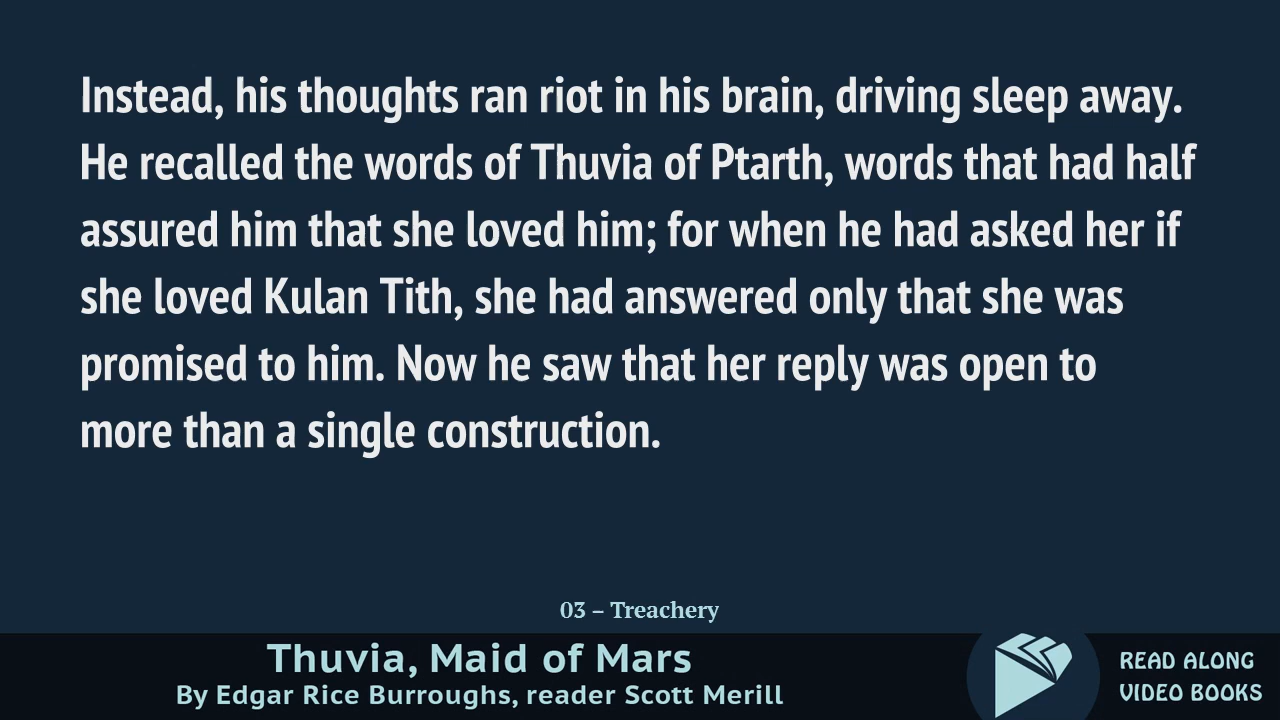 Instead, his thoughts ran riot in his brain, driving sleep away.
He recalled the words of Thuvia of Ptarth, words that had half
assured him that she loved him; for when he had asked her if
she loved Kulan Tith, she had answered only that she was
promised to him. Now he saw that her reply was open to
more than a single construction.
03 – Treachery
Thuvia, Maid of Mars
By Edgar Rice Burroughs, reader Scott Merill
READ ALONG
VIDEO BOOKS